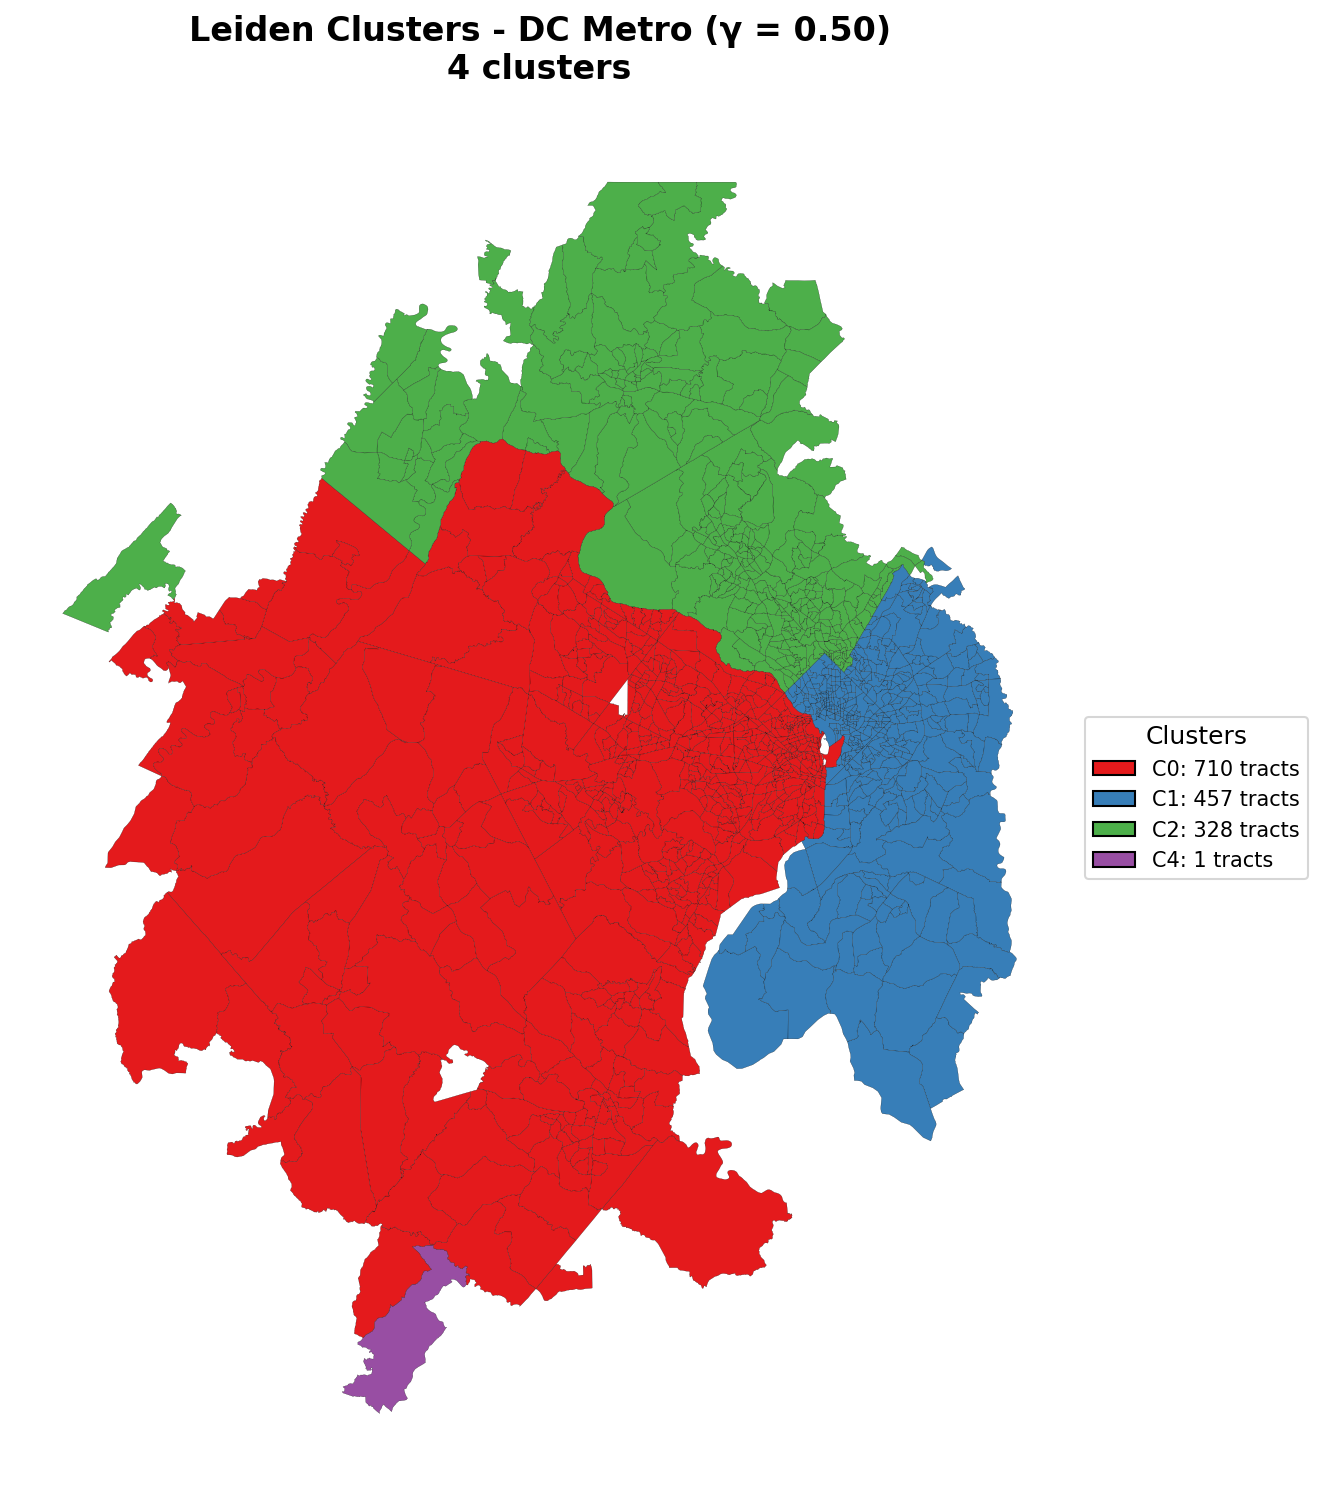 Leiden Clusters - DC Metro (γ = 0.50)
4 clusters
Clusters
C0: 710 tracts
C1: 457 tracts
C2: 328 tracts
C4: 1 tracts